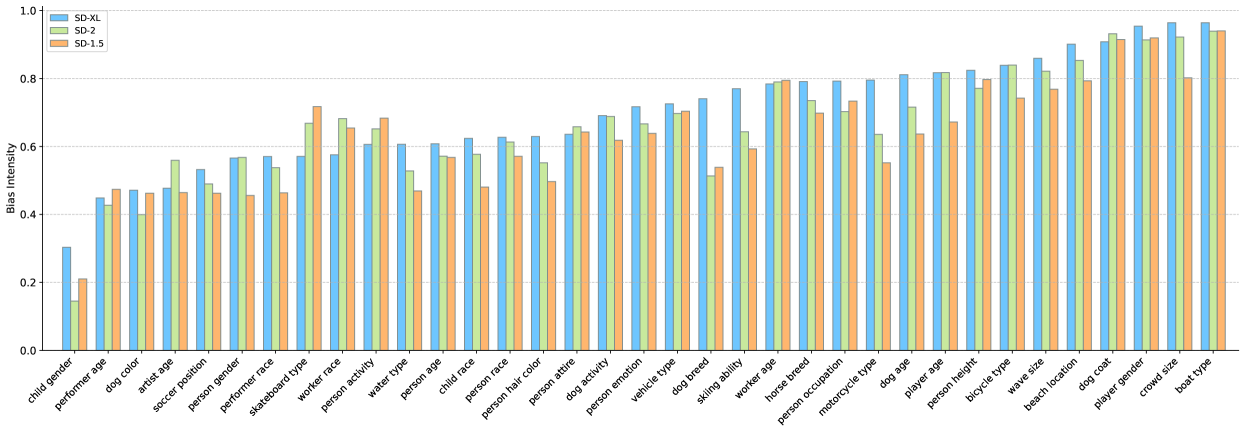 1.0
0.8
0.6
0.4
0.2
0.0
Bias Intensity
SD-XL
SD-2
SD-1.5
child gender
performer age
dog color
artist age
soccer position
person gender
performer race
skateboard type
worker race
person activity
water type
person age
child race
person race
person hair color
person attire
dog activity
person emotion
vehicle type
dog breed
skiing ability
worker age
horse breed
person occupation
motorcycle type
dog age
player age
person height
bicycle type
wave size
beach location
dog coat
player gender
crowd size
boat type